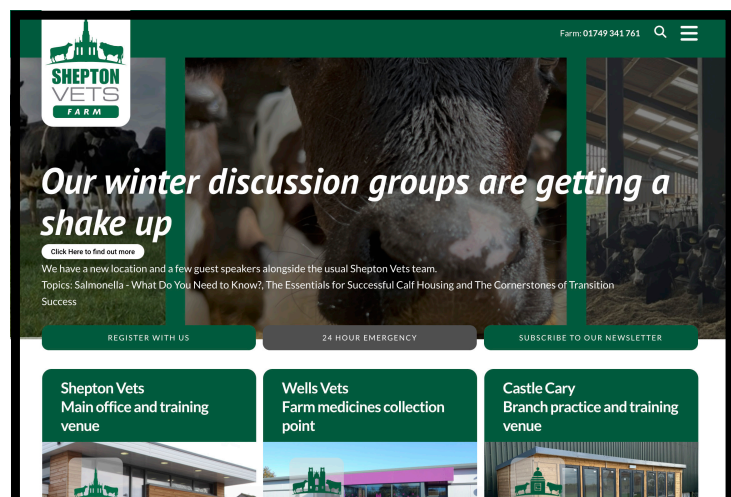 Farm: 01749 341 761
SHEPTON
VETS
FARM
Our winter discussion groups are getting a
shake up
Click Here to find out more
We have a new location and a few guest speakers alongside the usual Shepton Vets team.
Topics: Salmonella - What Do You Need to Know?, The Essentials for Successful Calf Housing and The Cornerstones of Transition
Success
REGISTER WITH US
24 HOUR EMERGENCY
SUBSCRIBE TO OUR NEWSLETTER
Shepton Vets
Main office and training
venue
Wells Vets
Farm medicines collection
point
Castle Cary
Branch practice and training
venue